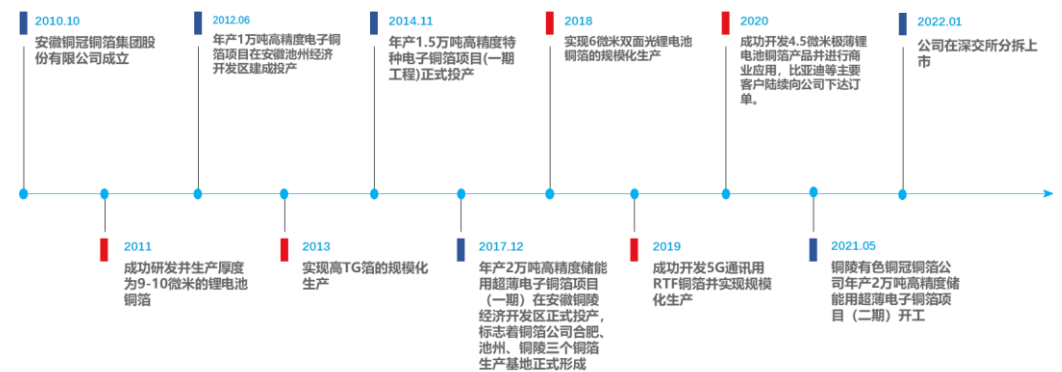 2010.10
安徽铜冠铜箔集团股
份有限公司成立
2012.06
年产1万吨高精度电子铜
箔项目在安徽池州经济
开发区建成投产
2014.11
年产1.5万吨高精度特
种电子铜箔项目(一期
工程)正式投产
2018
实现6微米双面光锂电池
铜箔的规模化生产
2020
成功开发4.5微米极薄锂
电池铜箔产品并进行商
业应用，比亚迪等主要
客户陆续向公司下达订
单。
2022.01
公司在深交所分拆上
市
2011
成功研发并生产厚度
为9-10微米的锂电池
铜箔
2013
实现高TG箔的规模化
生产
2017.12
年产2万吨高精度储能
用超薄电子铜箔项目
（一期）在安徽铜陵
经济开发区正式投产，
标志着铜箔公司合肥、
池州、铜陵三个铜箔
生产基地正式形成
2019
成功开发5G通讯用
RTF铜箔并实现规模
化生产
2021.05
铜陵有色铜冠铜箔公
司年产2万吨高精度储
能用超薄电子铜箔项
目（二期）开工